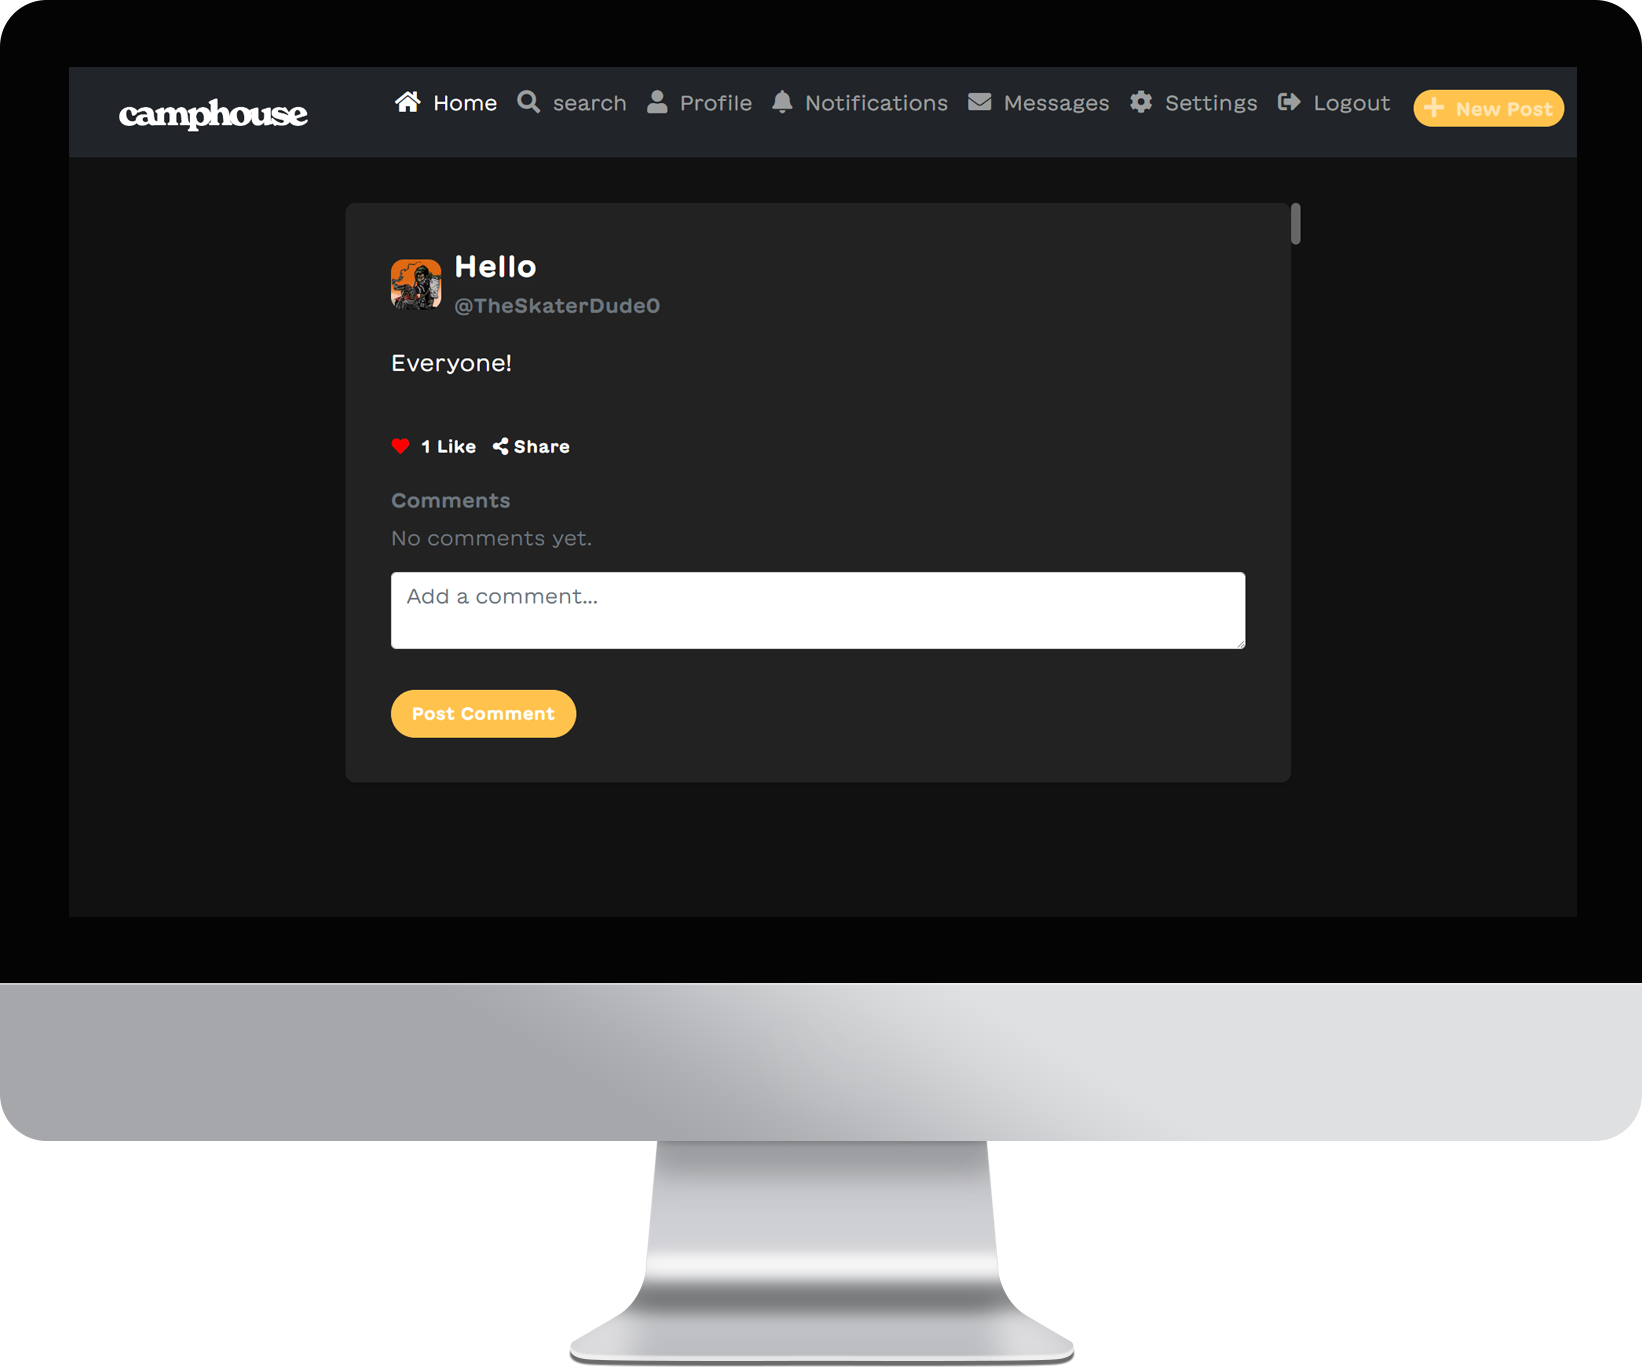 camphouse
Home search Profile Notifications Messages Settings Logout New Post
Hello
@TheSkaterDude0
Everyone!
1 Like Share
Comments
No comments yet.
Add a comment...
Post Comment